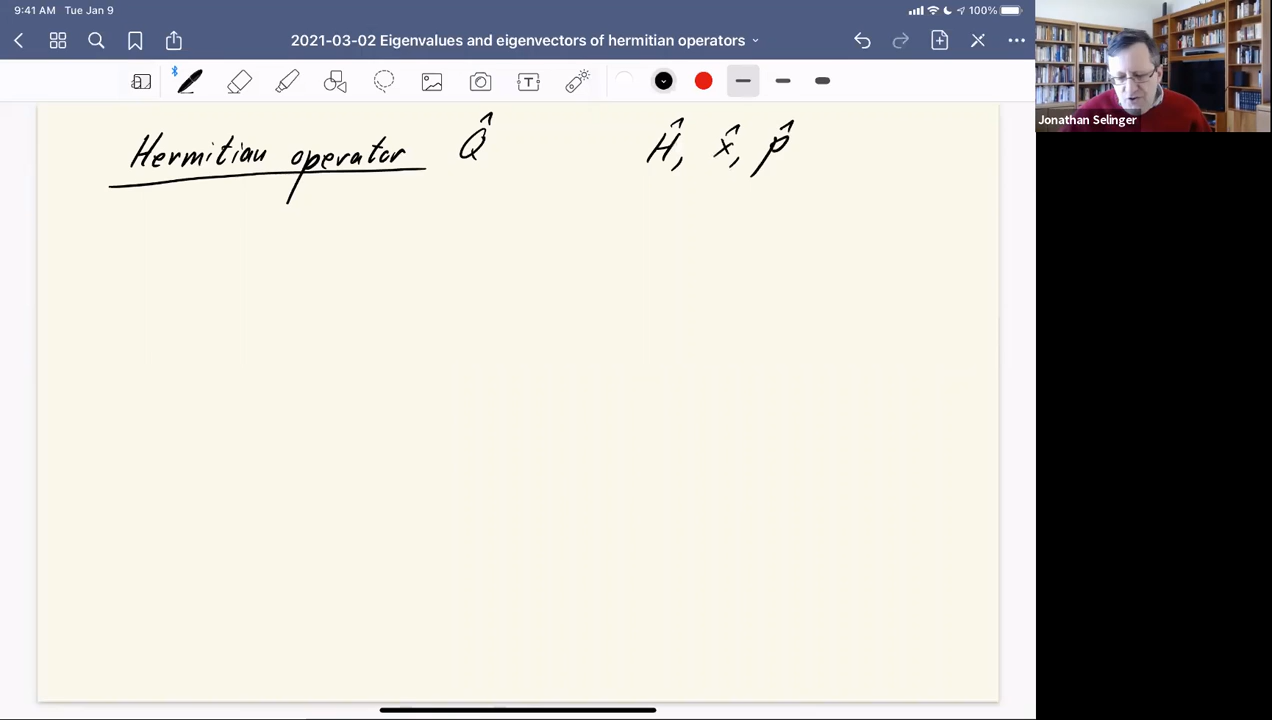 9:41 AM Tue Jan 9 100%
2021-03-02 Eigenvalues and eigenvectors of hermitian operators
T
Jonathan Selinger
Hermitian operator Q̂ Ĥ, x̂, p̂